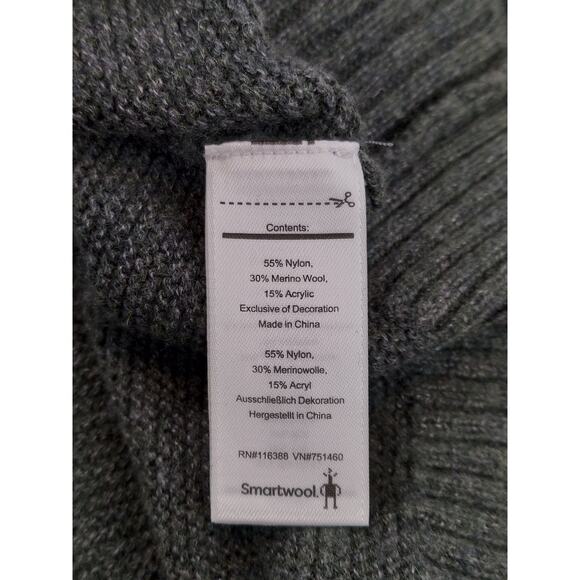 Contents:
55% Nylon,
30% Merino Wool,
15% Acrylic
Exclusive of Decoration
Made in China
55% Nylon,
30% Merinowolle,
15% Acryl
Ausschließlich Dekoration
Hergestellt in China
RN#116388 VN#751460
Smartwool.